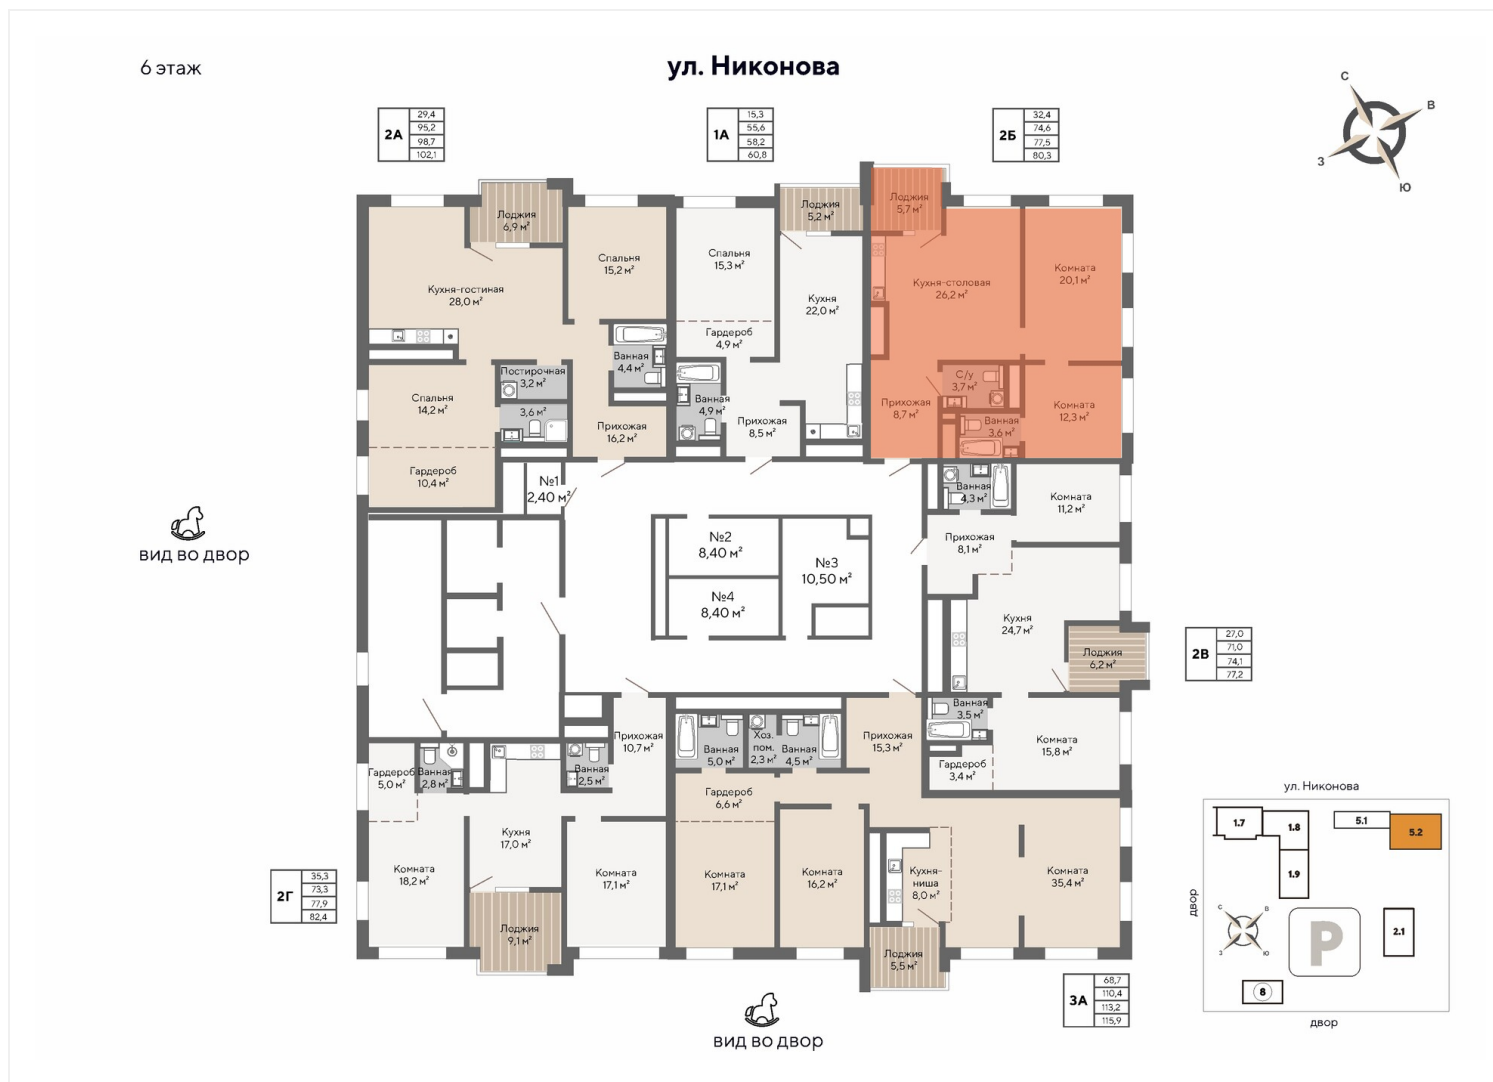 6 этаж
ул. Никонова
С
В
З
Ю
2А
29,4
95,2
98,7
102,1
1А
15,3
55,6
58,2
60,8
2Б
32,4
74,6
77,5
80,3
Лоджия
6,9 м²
Спальня
15,2 м²
Кухня-гостиная
28,0 м²
Ванная
4,4 м²
Постирочная
3,2 м²
3,6 м²
Спальня
14,2 м²
Прихожая
16,2 м²
Гардероб
10,4 м²
Спальня
15,3 м²
Лоджия
5,2 м²
Кухня
22,0 м²
Гардероб
4,9 м²
Ванная
4,9 м²
Прихожая
8,5 м²
Лоджия
5,7 м²
Кухня-столовая
26,2 м²
Комната
20,1 м²
С/у
3,7 м²
Прихожая
8,7 м²
Ванная
3,6 м²
Комната
12,3 м²
№1
2,40 м²
№2
8,40 м²
№3
10,50 м²
№4
8,40 м²
Ванная
4,3 м²
Комната
11,2 м²
Прихожая
8,1 м²
Кухня
24,7 м²
Лоджия
6,2 м²
Ванная
3,5 м²
Комната
15,8 м²
Гардероб
3,4 м²
2В
27,0
71,0
74,1
77,2
вид во двор
Прихожая
10,7 м²
Гардероб
5,0 м²
Ванная
2,8 м²
Ванная
2,5 м²
Кухня
17,0 м²
Комната
18,2 м²
Комната
17,1 м²
Лоджия
9,1 м²
2Г
35,3
73,3
77,9
82,4
Ванная
5,0 м²
Хоз.
пом.
2,3 м²
Ванная
4,5 м²
Прихожая
15,3 м²
Гардероб
6,6 м²
Комната
17,1 м²
Комната
16,2 м²
Кухня-
ниша
8,0 м²
Комната
35,4 м²
Лоджия
5,5 м²
3А
68,7
110,4
113,2
115,9
вид во двор
ул. Никонова
1.7
1.8
1.9
5.1
5.2
2.1
8
P
С
В
З
Ю
двор
двор